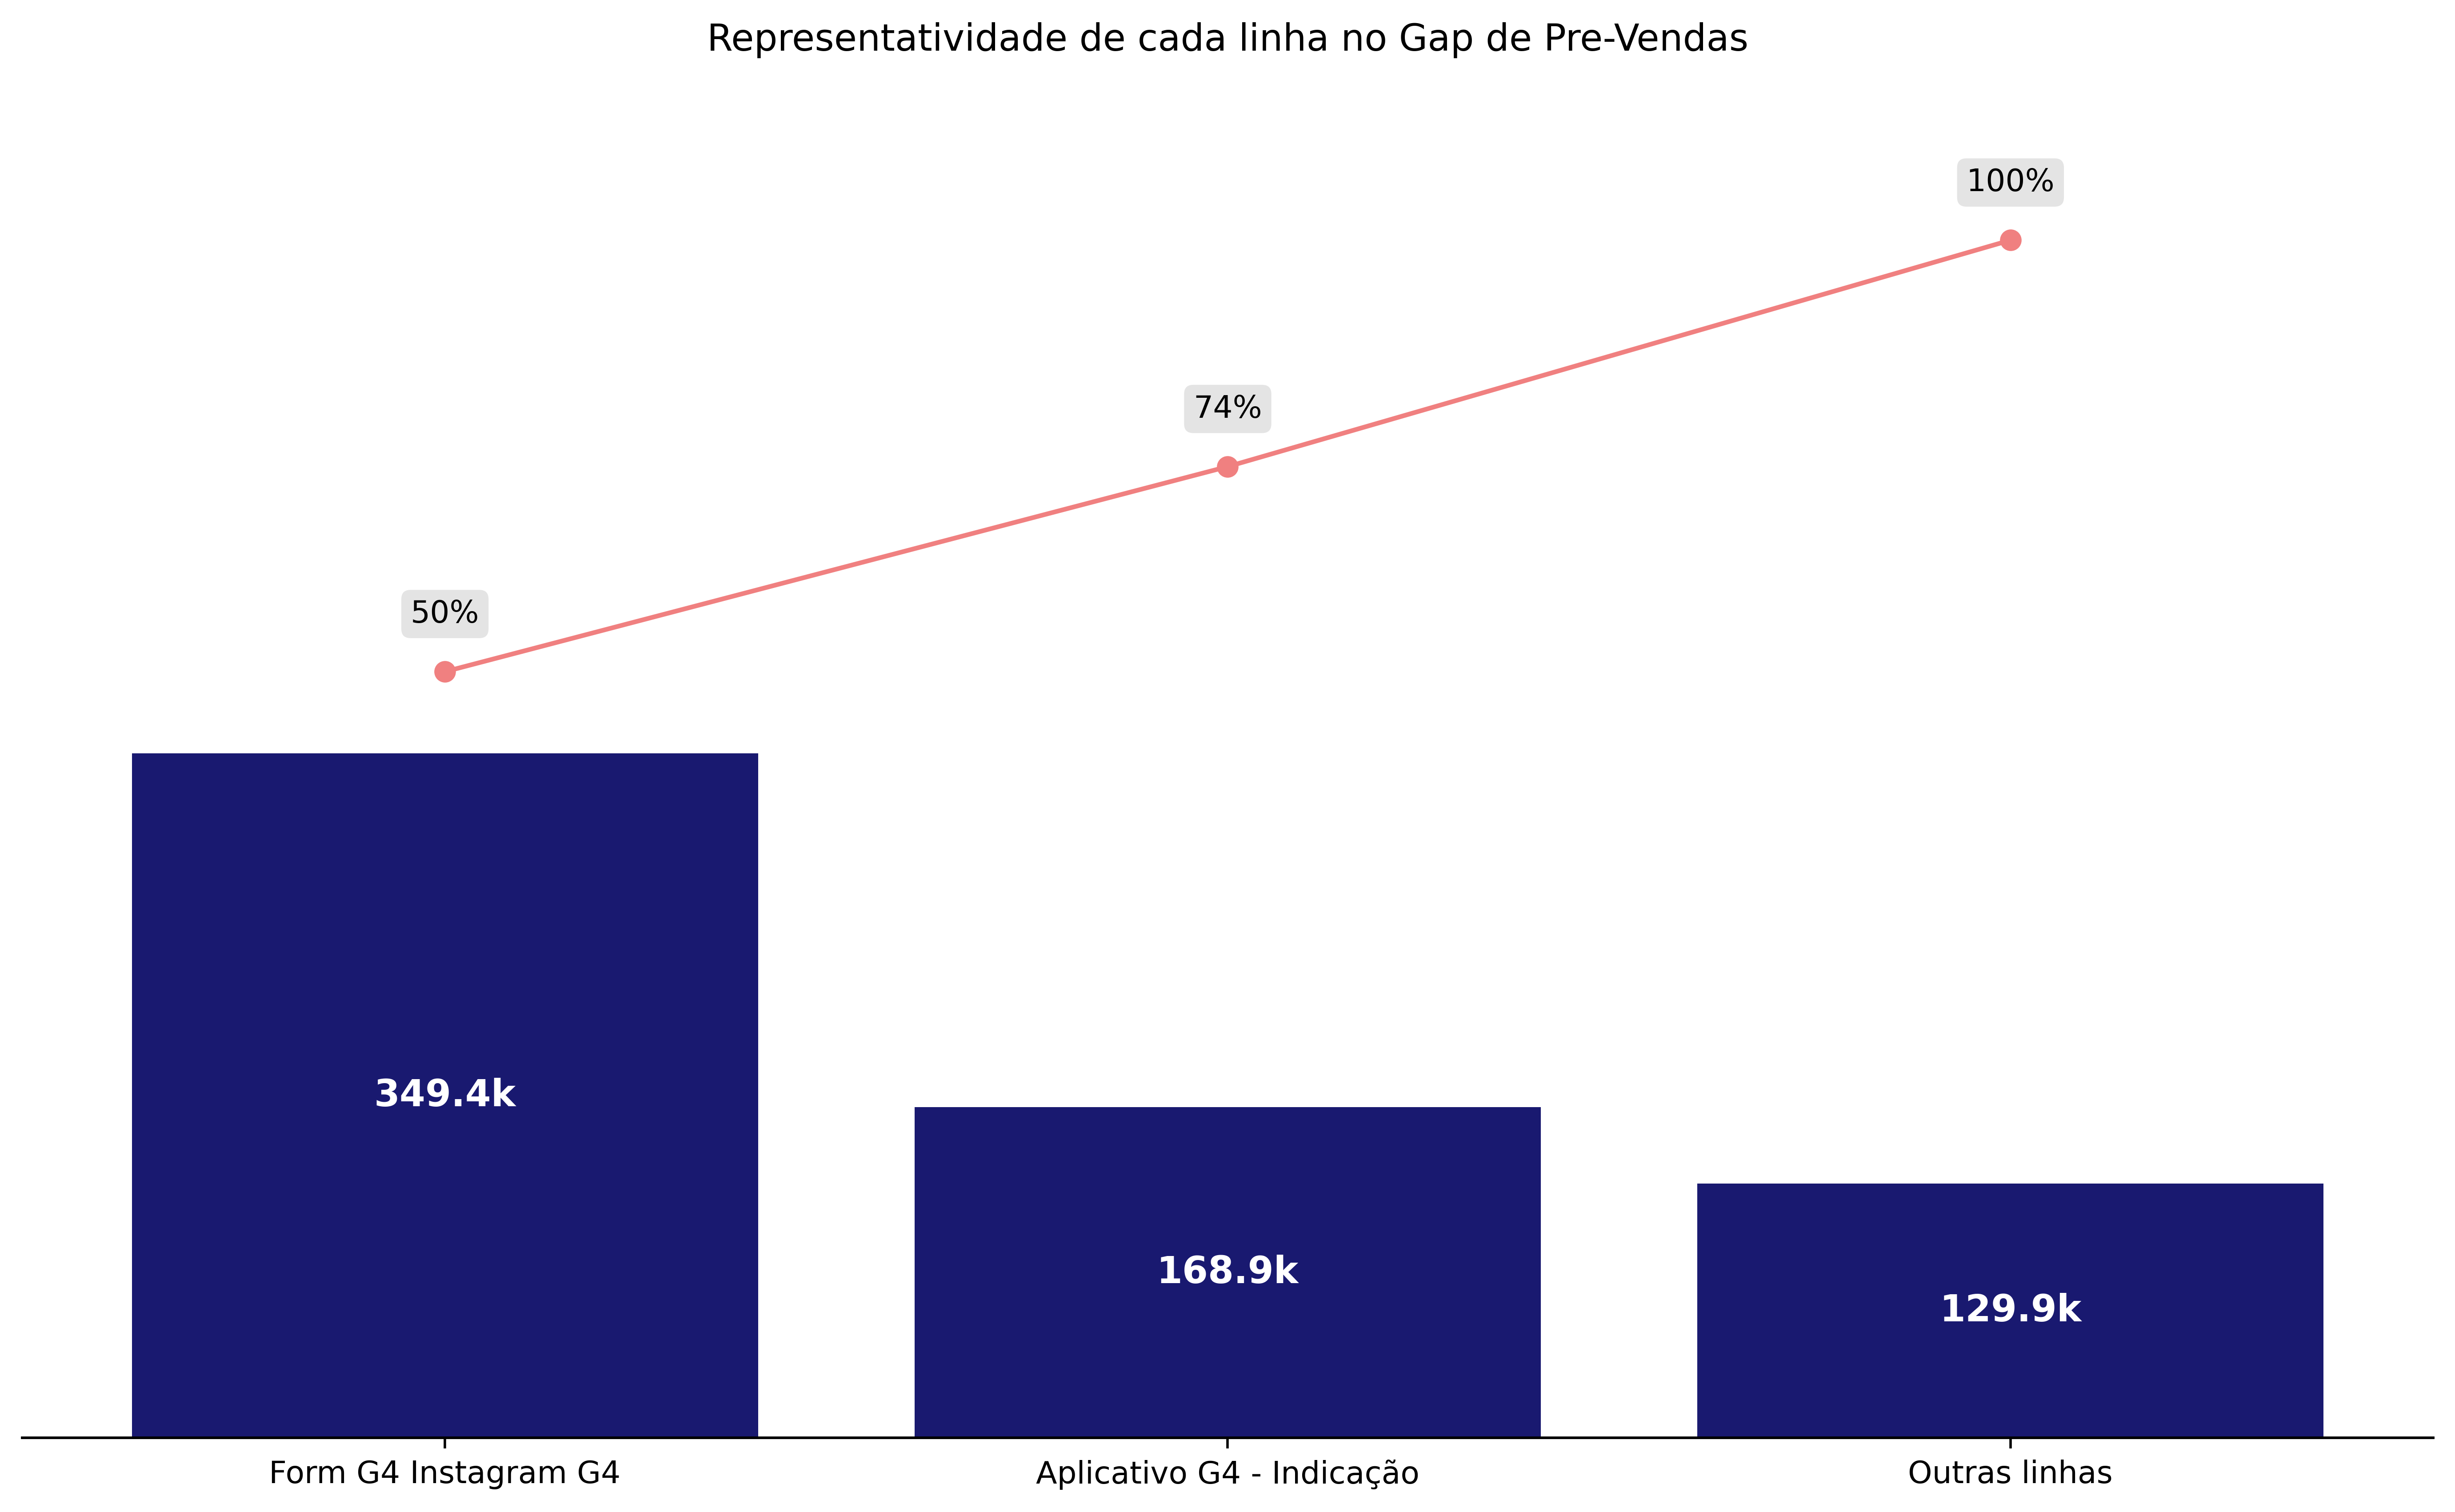 Representatividade de cada linha no Gap de Pre-Vendas
100%
74%
50%
349.4k
168.9k
129.9k
Form G4 Instagram G4
Aplicativo G4 - Indicação
Outras linhas